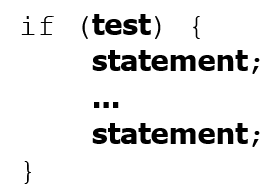 if (test) {
    statement;
    ...
    statement;
}